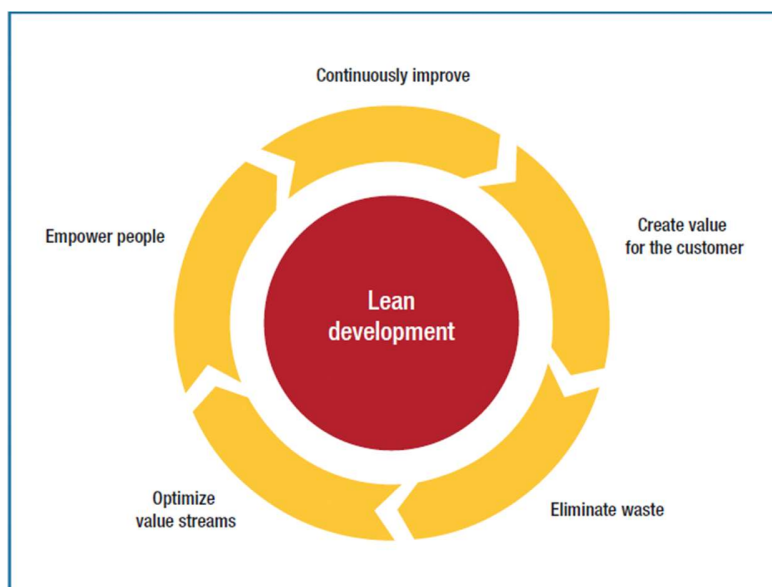 Continuously improve
Empower people
Create value
for the customer
Lean
development
Optimize
value streams
Eliminate waste